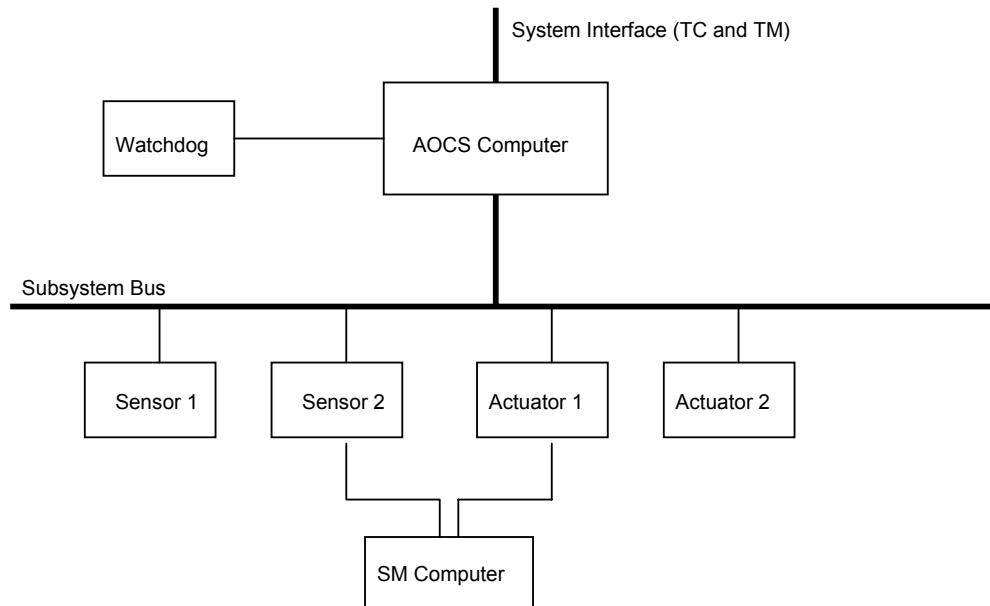 System Interface (TC and TM)
Watchdog
AOCS Computer
Subsystem Bus
Sensor 1
Sensor 2
Actuator 1
Actuator 2
SM Computer